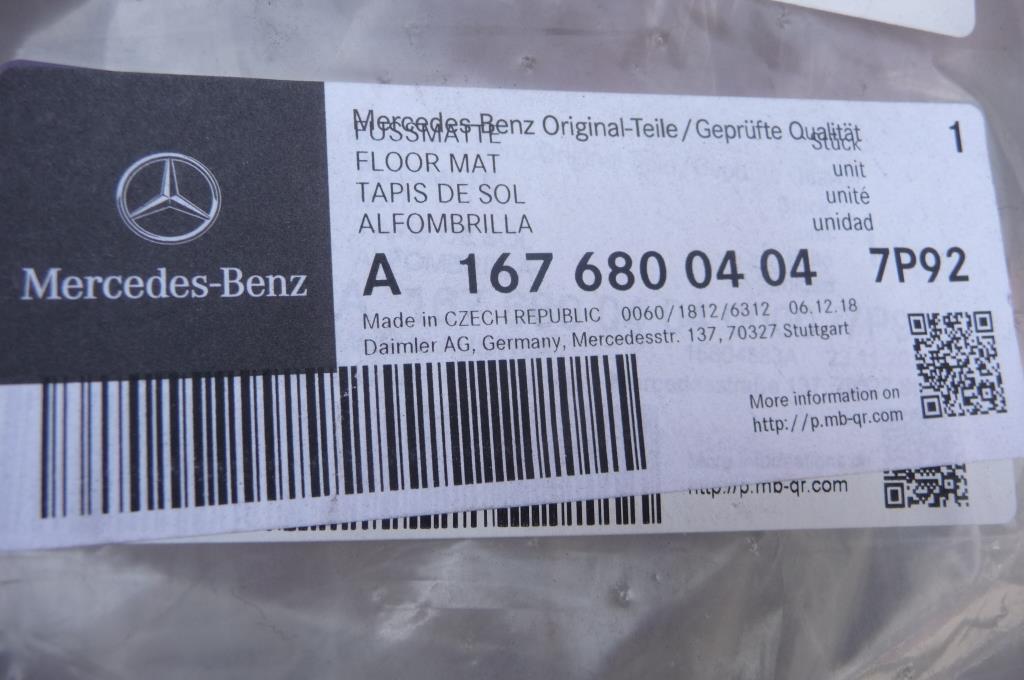 Mercedes-Benz
Mercedes-Benz Original-Teile / Geprüfte Qualität 1
FUSSMATTE Stück
FLOOR MAT unit
TAPIS DE SOL unité
ALFOMBRILLA unidad
A 167 680 04 04 7P92
Made in CZECH REPUBLIC 0060/1812/6312 06.12.18
Daimler AG, Germany, Mercedesstr. 137, 70327 Stuttgart
More information on
http://p.mb-qr.com
http://p.mb-qr.com